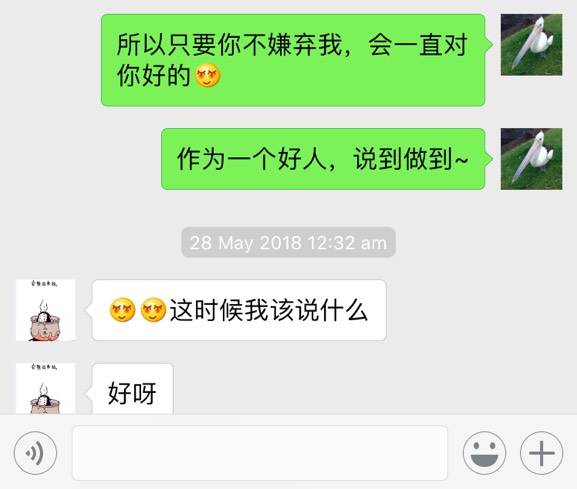 所以只要你不嫌弃我，会一直对
你好的😍
作为一个好人，说到做到~
28 May 2018 12:32 am
😍😍这时候我该说什么
好呀